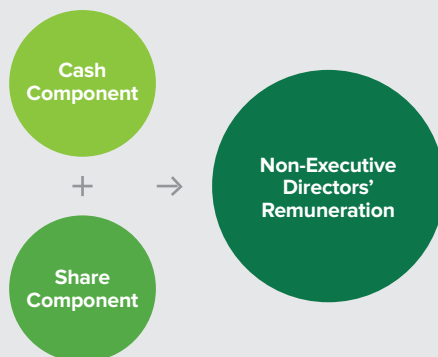 Cash
Component
+
→
Share
Component
Non-Executive
Directors’
Remuneration